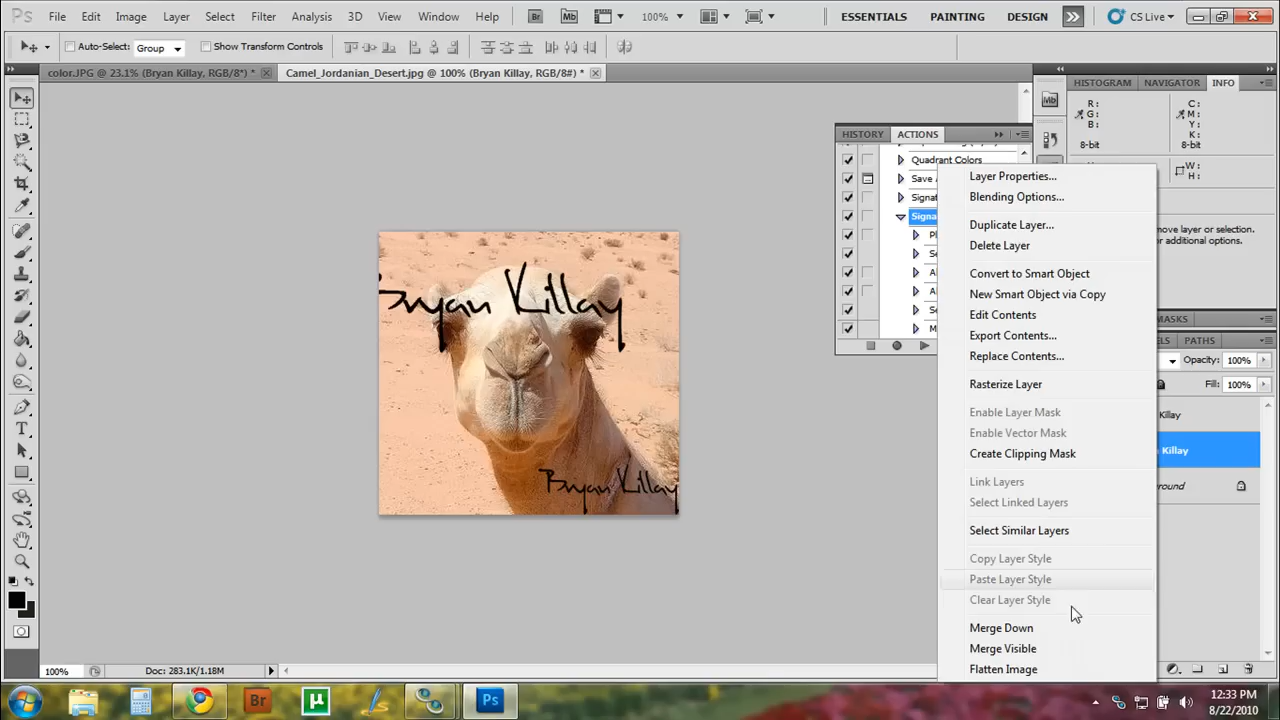 Ps File Edit Image Layer Select Filter Analysis 3D View Window Help Br Mb 100% ESSENTIALS PAINTING DESIGN CS Live
Auto-Select: Group Show Transform Controls
color.JPG @ 23.1% (Bryan Killay, RGB/8*) * Camel_Jordanian_Desert.jpg @ 100% (Bryan Killay, RGB/8#) *
HISTOGRAM NAVIGATOR INFO
Mb
R: C:
G: M:
B: Y:
K:
8-bit 8-bit
W:
H:
HISTORY ACTIONS
Quadrant Colors
Save
Signat
Signa
Layer Properties...
Blending Options...
Duplicate Layer...
Delete Layer
Convert to Smart Object
New Smart Object via Copy
Edit Contents
Export Contents...
Replace Contents...
Rasterize Layer
Enable Layer Mask
Enable Vector Mask
Create Clipping Mask
Link Layers
Select Linked Layers
Select Similar Layers
Copy Layer Style
Paste Layer Style
Clear Layer Style
Merge Down
Merge Visible
Flatten Image
move layer or selection.
additional options.
MASKS
PATHS
Opacity: 100%
Fill: 100%
Killay
Killay
ground
Bryan Killay
Bryan Killay
T
100% Doc: 283.1K/1.18M
Br µ Ps
12:33 PM
8/22/2010